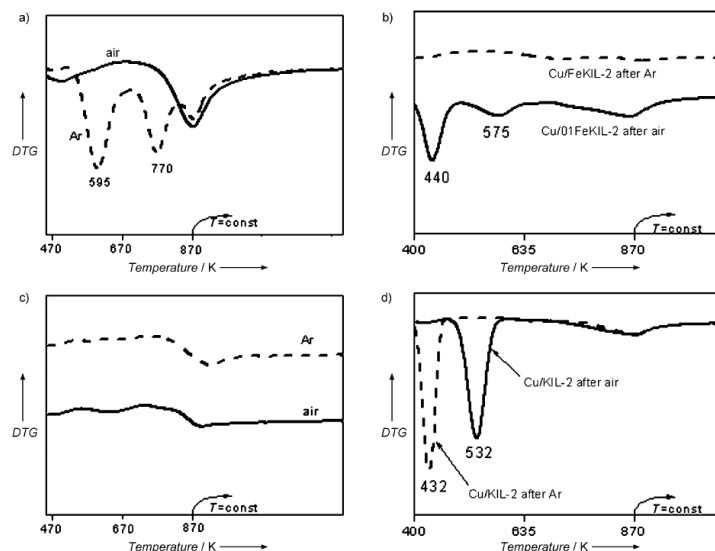 a)
air
Ar
595
770
DTG
T=const
470 670 870
Temperature / K
b)
Cu/FeKIL-2 after Ar
Cu/01FeKIL-2 after air
575
440
DTG
T=const
400 635 870
Temperature / K
c)
Ar
air
DTG
T=const
470 670 870
Temperature / K
d)
Cu/KIL-2 after air
532
432
Cu/KIL-2 after Ar
DTG
T=const
400 635 870
Temperature / K